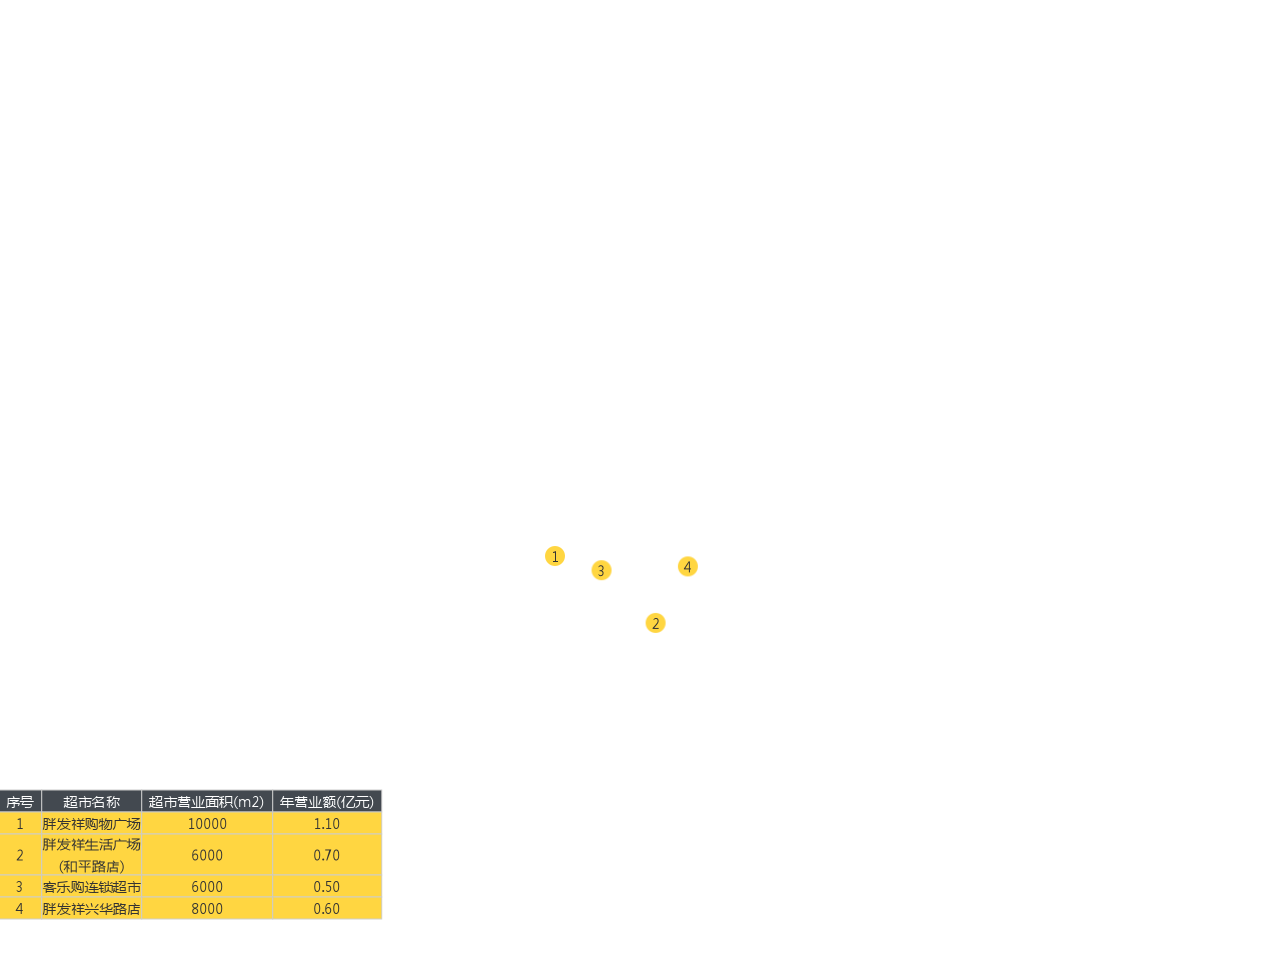 1
3
4
2
序号 超市名称 超市营业面积(m2) 年营业额(亿元)
1 胖发祥购物广场 10000 1.10
2 胖发祥生活广场
(和平路店) 6000 0.70
3 客乐购连锁超市 6000 0.50
4 胖发祥兴华路店 8000 0.60